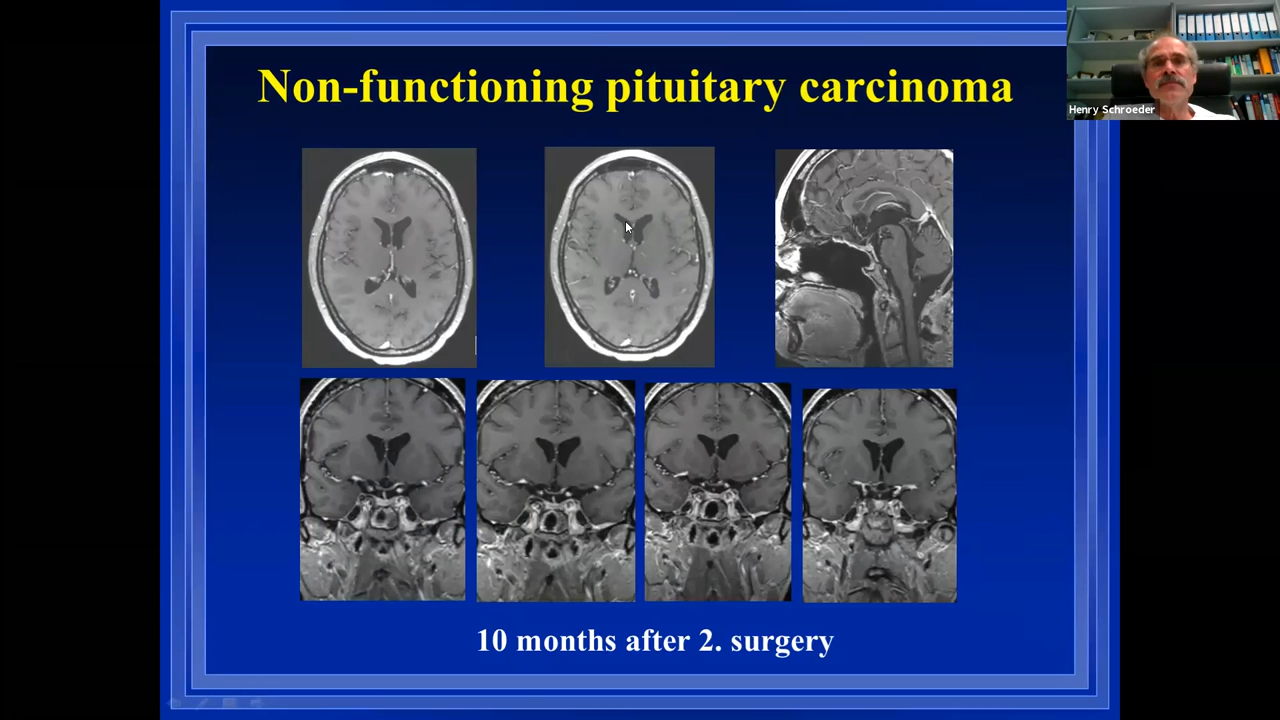 Non-functioning pituitary carcinoma
Henry Schroeder
10 months after 2. surgery